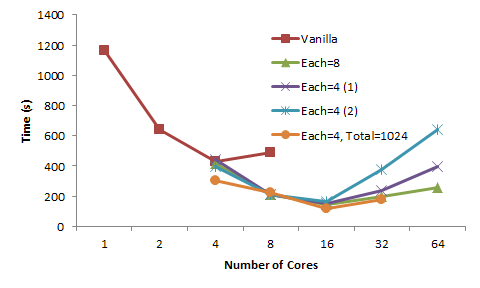 1400
1200
1000
800
600
400
200
0
Time (s)
Vanilla
Each=8
Each=4 (1)
Each=4 (2)
Each=4, Total=1024
1 2 4 8 16 32 64
Number of Cores